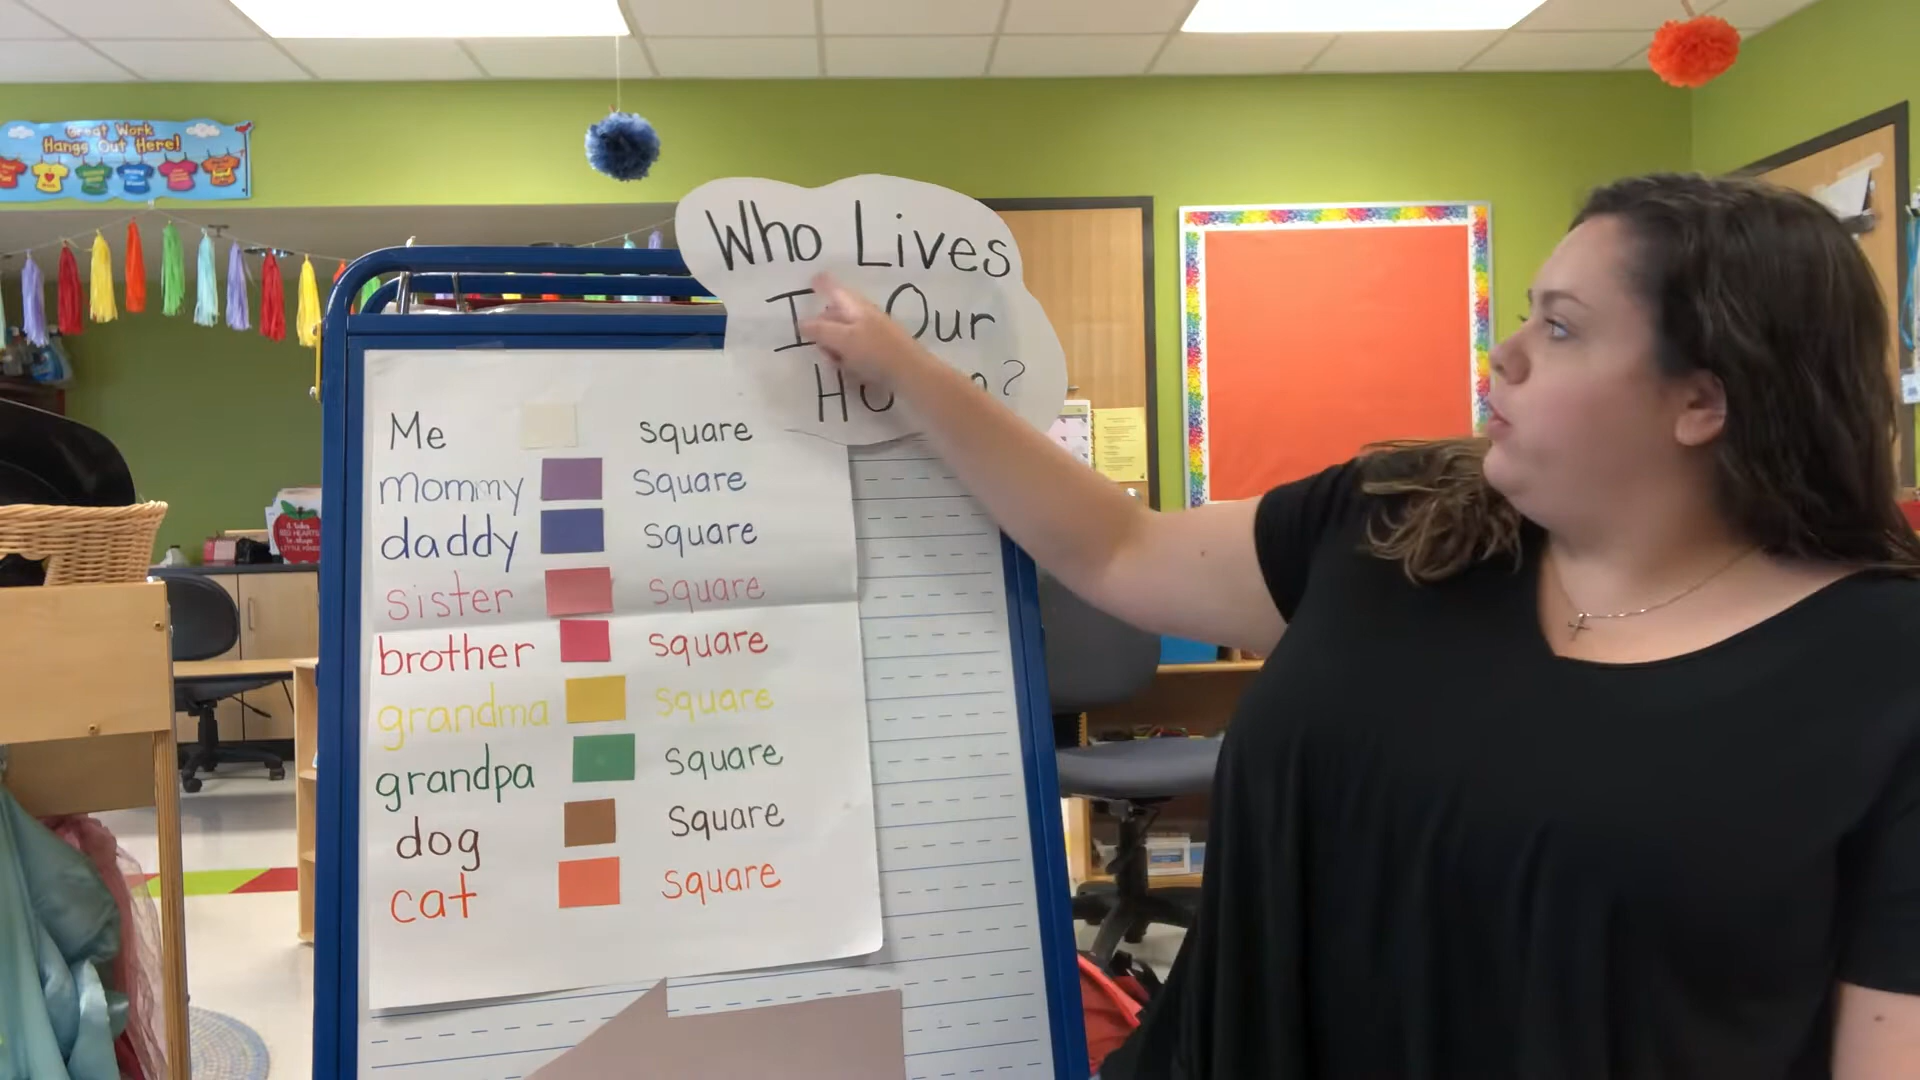 Great Work
Hangs Out Here!
Who Lives
Our
?
Me square
mommy square
daddy square
sister square
brother square
grandma square
grandpa square
dog square
cat square